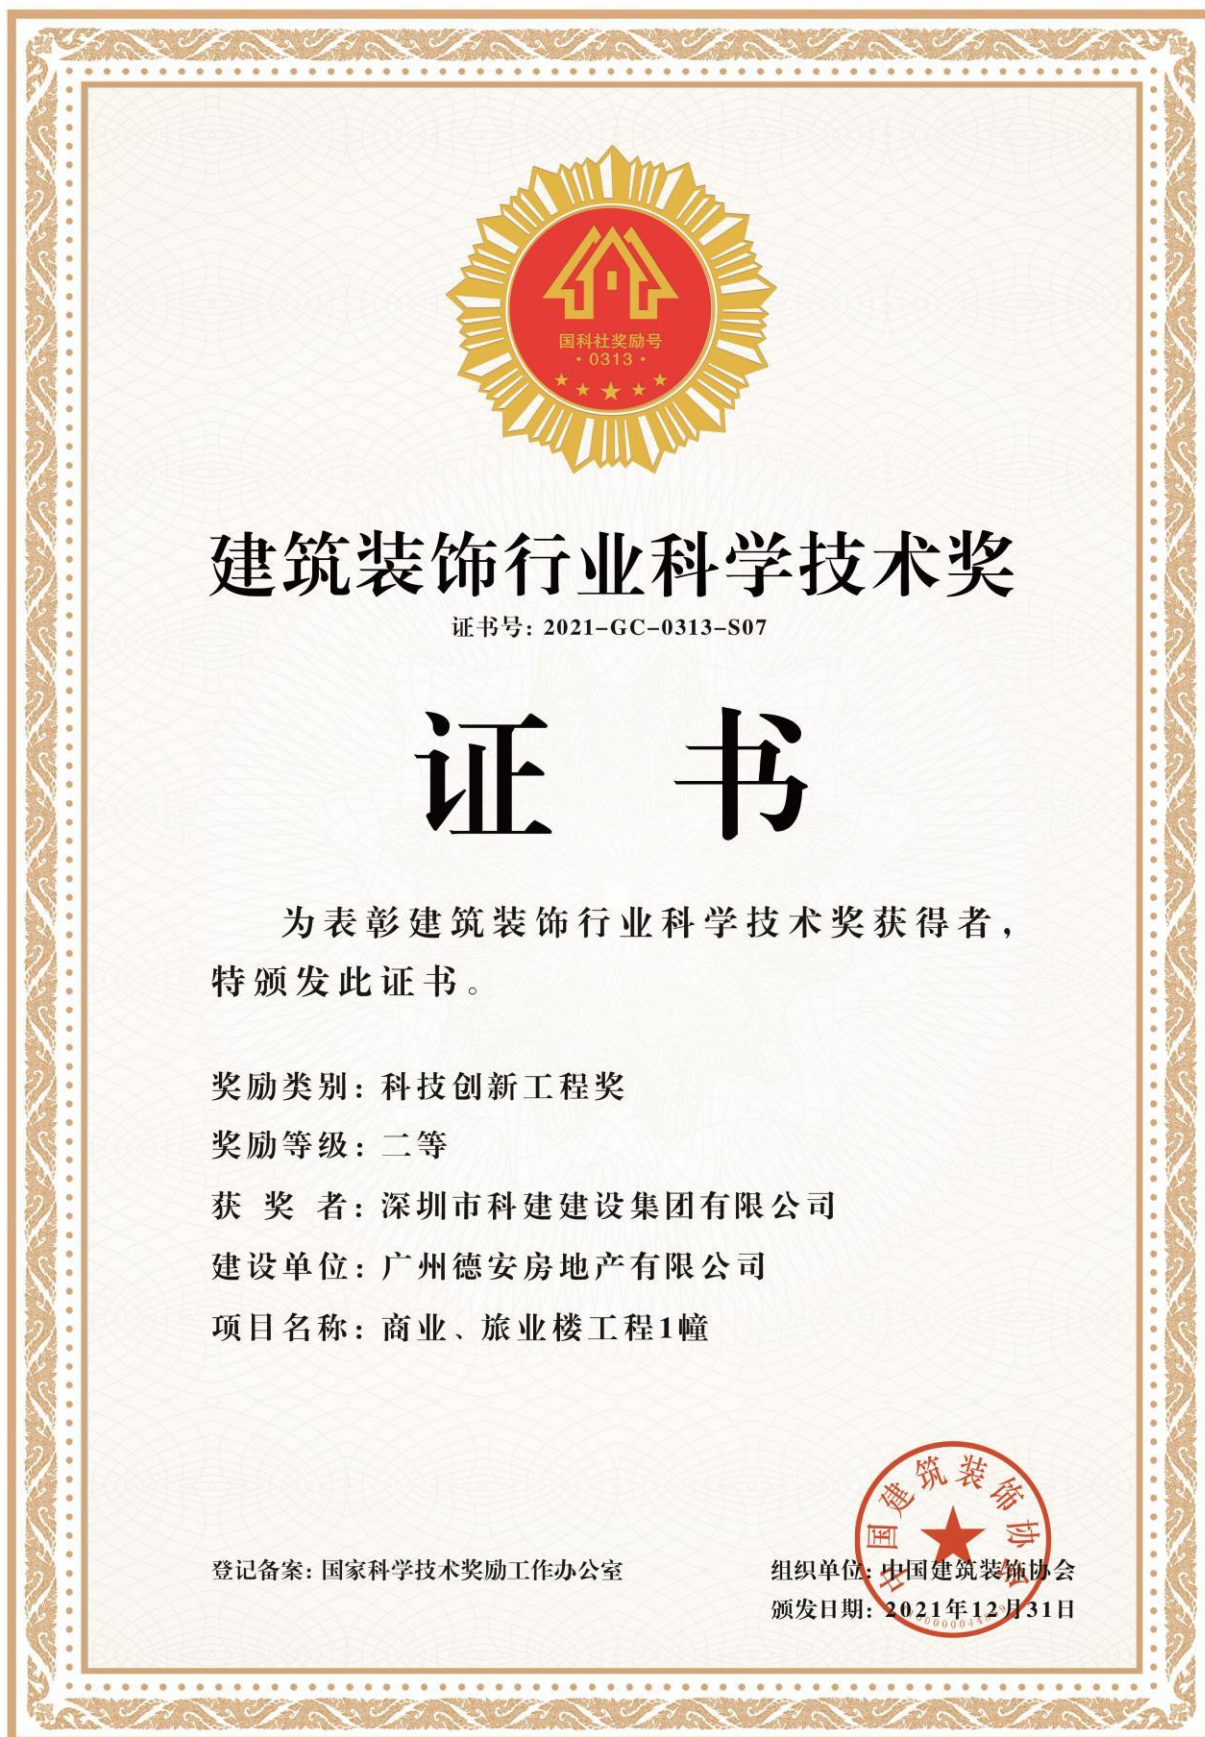 国科社奖励号
·0313·
建筑装饰行业科学技术奖
证书号：2021-GC-0313-S07
证 书
为表彰建筑装饰行业科学技术奖获得者，
特颁发此证书。
奖励类别：科技创新工程奖
奖励等级：二等
获 奖 者：深圳市科建建设集团有限公司
建设单位：广州德安房地产有限公司
项目名称：商业、旅业楼工程1幢
中国建筑装饰协会
登记备案：国家科学技术奖励工作办公室
组织单位：中国建筑装饰协会
颁发日期：2021年12月31日